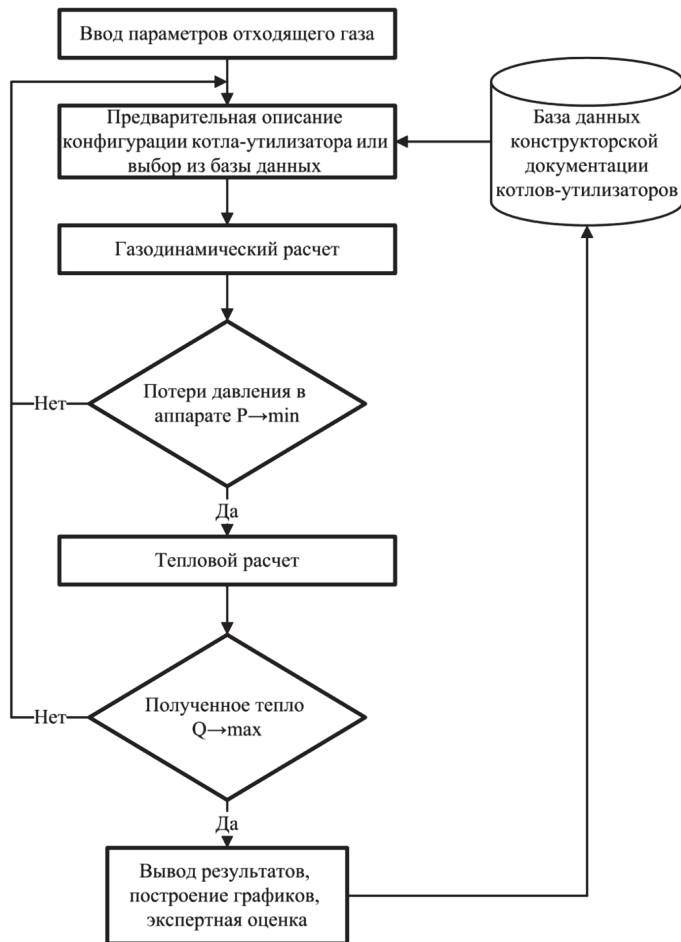 Ввод параметров отходящего газа
Предварительная описание
конфигурации котла-утилизатора или
выбор из базы данных
База данных
конструкторской
документации
котлов-утилизаторов
Газодинамический расчет
Потери давления в
аппарате P→min
Нет
Да
Тепловой расчет
Полученное тепло
Q→max
Нет
Да
Вывод результатов,
построение графиков,
экспертная оценка